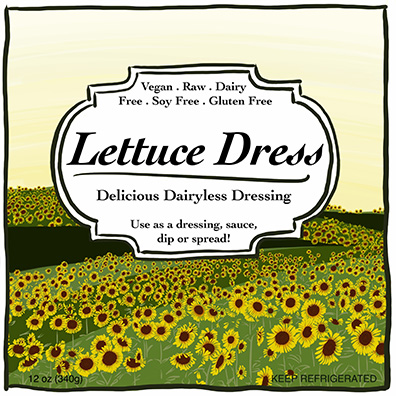 Vegan . Raw . Dairy
Free . Soy Free . Gluten Free
Lettuce Dress
Delicious Dairyless Dressing
Use as a dressing, sauce,
dip or spread!
12 oz (340g)
KEEP REFRIGERATED